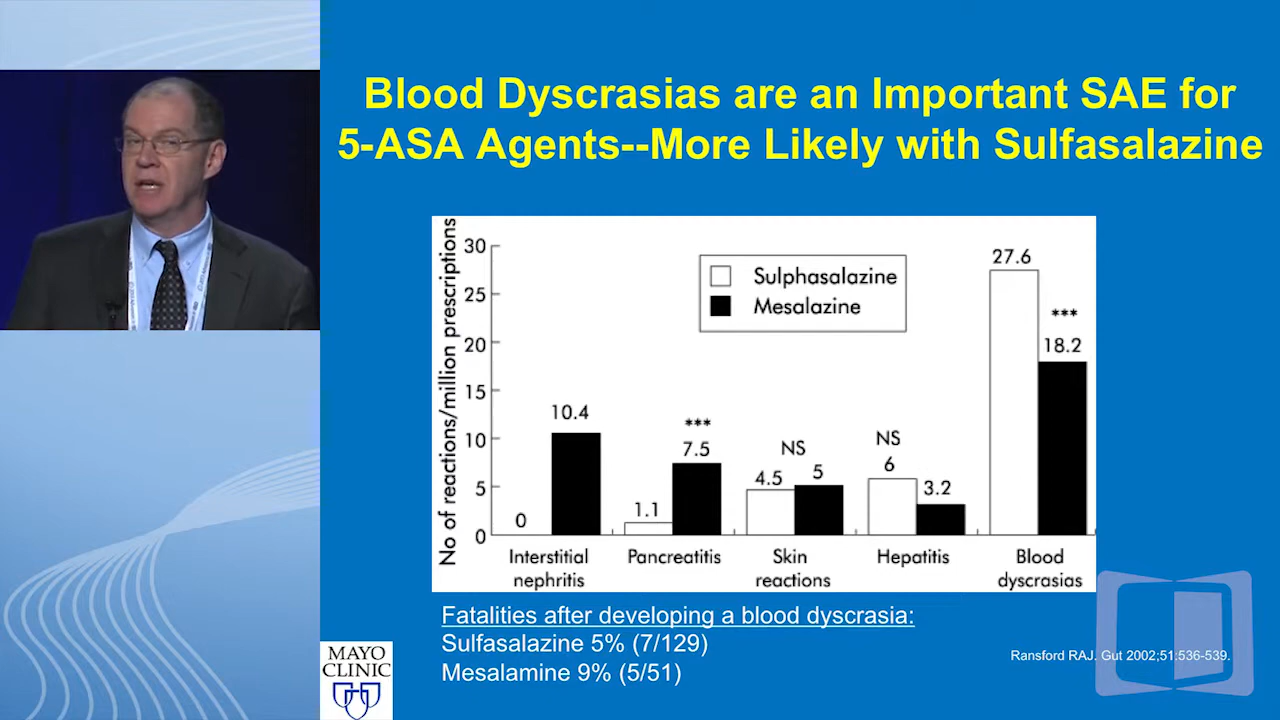 Blood Dyscrasias are an Important SAE for
5-ASA Agents--More Likely with Sulfasalazine
No of reactions/million prescriptions
30
25
20
15
10
5
0
Sulphasalazine
Mesalazine
0
10.4
1.1
***
7.5
NS
4.5
5
NS
6
3.2
27.6
***
18.2
Interstitial
nephritis
Pancreatitis
Skin
reactions
Hepatitis
Blood
dyscrasias
Fatalities after developing a blood dyscrasia:
Sulfasalazine 5% (7/129)
Mesalamine 9% (5/51)
Ransford RAJ. Gut 2002;51:536-539.
MAYO
CLINIC